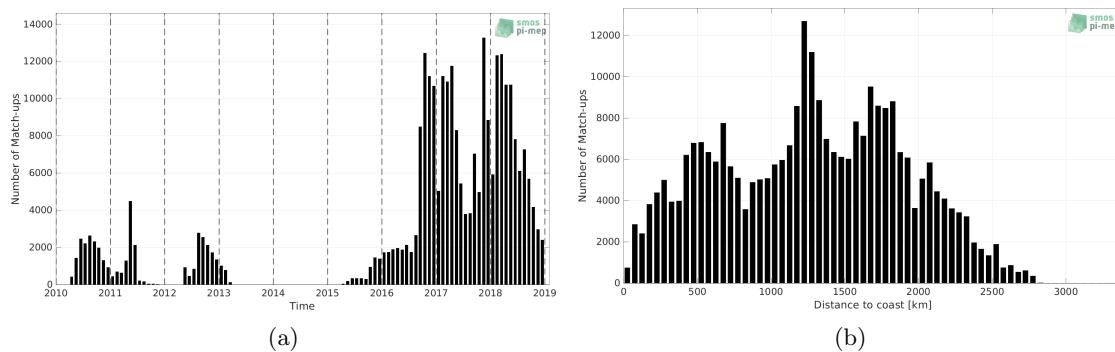 14000
12000
10000
8000
6000
4000
2000
0
Number of Match-ups
2010 2011 2012 2013 2014 2015 2016 2017 2018 2019
Time
smos
pi-mep
(a)
12000
10000
8000
6000
4000
2000
0
Number of Match-ups
0 500 1000 1500 2000 2500 3000
Distance to coast [km]
smos
pi-mep
(b)